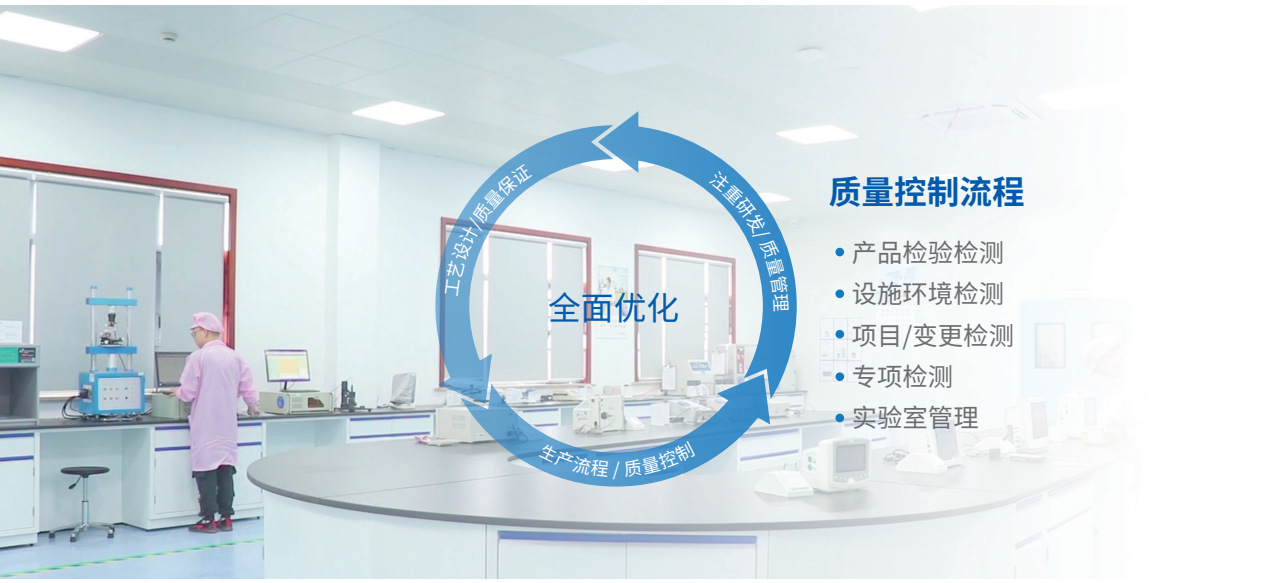 工艺设计/质量保证
注重研发/质量管理
全面优化
生产流程 / 质量控制
质量控制流程
产品检验检测
设施环境检测
项目/变更检测
专项检测
实验室管理